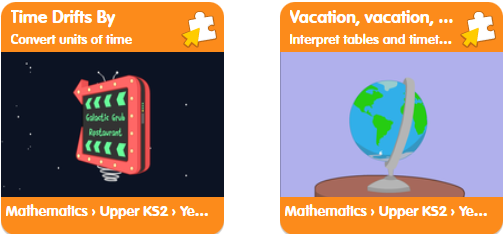 Time Drifts By
Convert units of time
Galactic Grub
Restaurant
Mathematics › Upper KS2 › Ye...
Vacation, vacation, ...
Interpret tables and timet...
Mathematics › Upper KS2 › Ye...